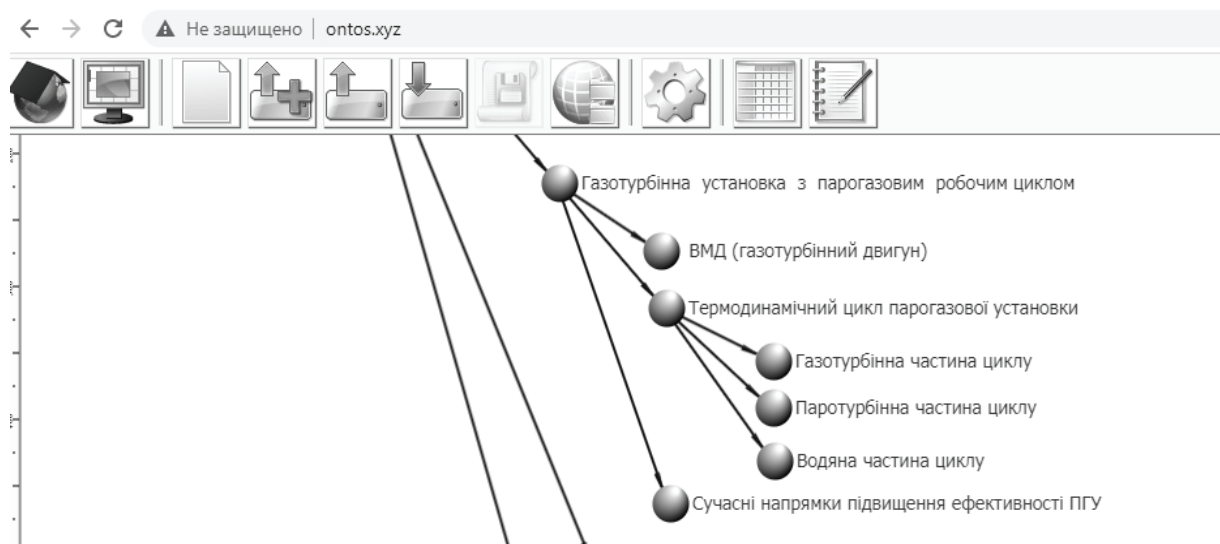 Не защищено | ontos.xyz
Газотурбінна установка з парогазовим робочим циклом
ВМД (газотурбінний двигун)
Термодинамічний цикл парогазової установки
Газотурбінна частина циклу
Паротурбінна частина циклу
Водяна частина циклу
Сучасні напрямки підвищення ефективності ПГУ